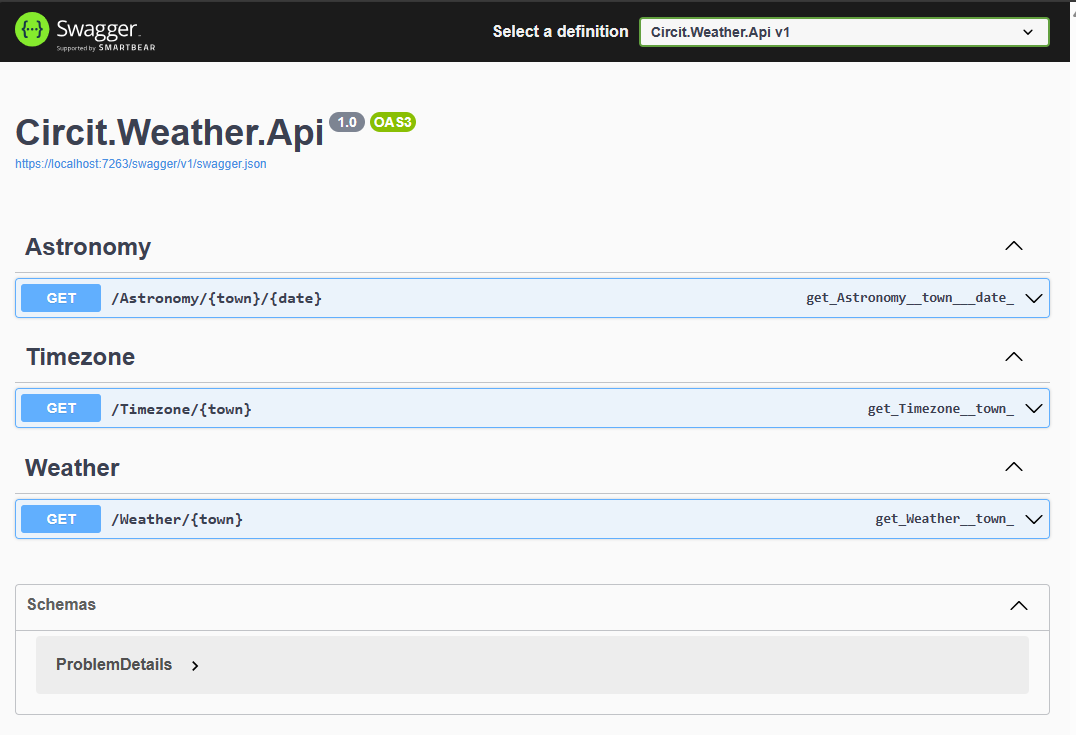 {···} Swagger.
Supported by SMARTBEAR
Select a definition Circit.Weather.Api v1
Circit.Weather.Api 1.0 OAS3
https://localhost:7263/swagger/v1/swagger.json
Astronomy
GET /Astronomy/{town}/{date} get_Astronomy__town___date_
Timezone
GET /Timezone/{town} get_Timezone__town_
Weather
GET /Weather/{town} get_Weather__town_
Schemas
ProblemDetails